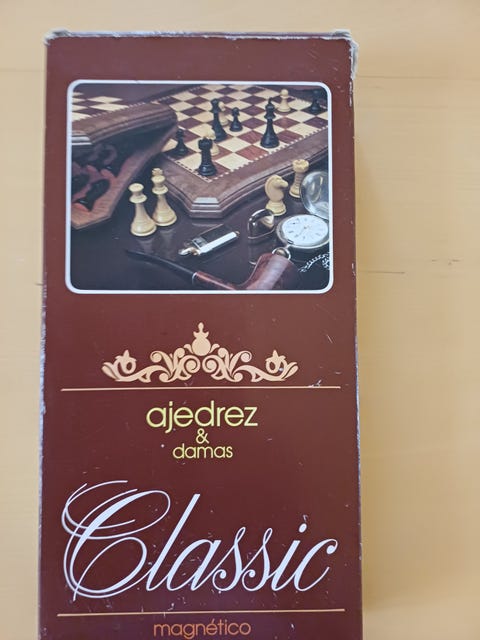 ajedrez
&
damas
Classic
magnético